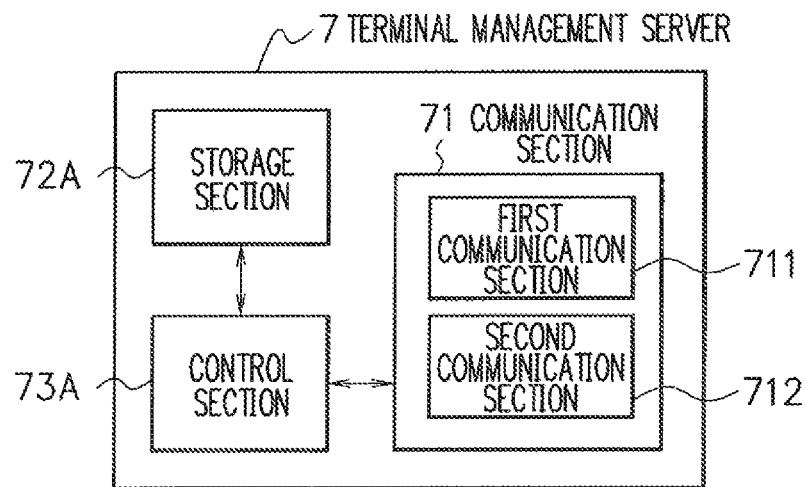 7 TERMINAL MANAGEMENT SERVER
71 COMMUNICATION
SECTION
72A
STORAGE
SECTION
FIRST
COMMUNICATION
SECTION
711
73A
CONTROL
SECTION
SECOND
COMMUNICATION
SECTION
712